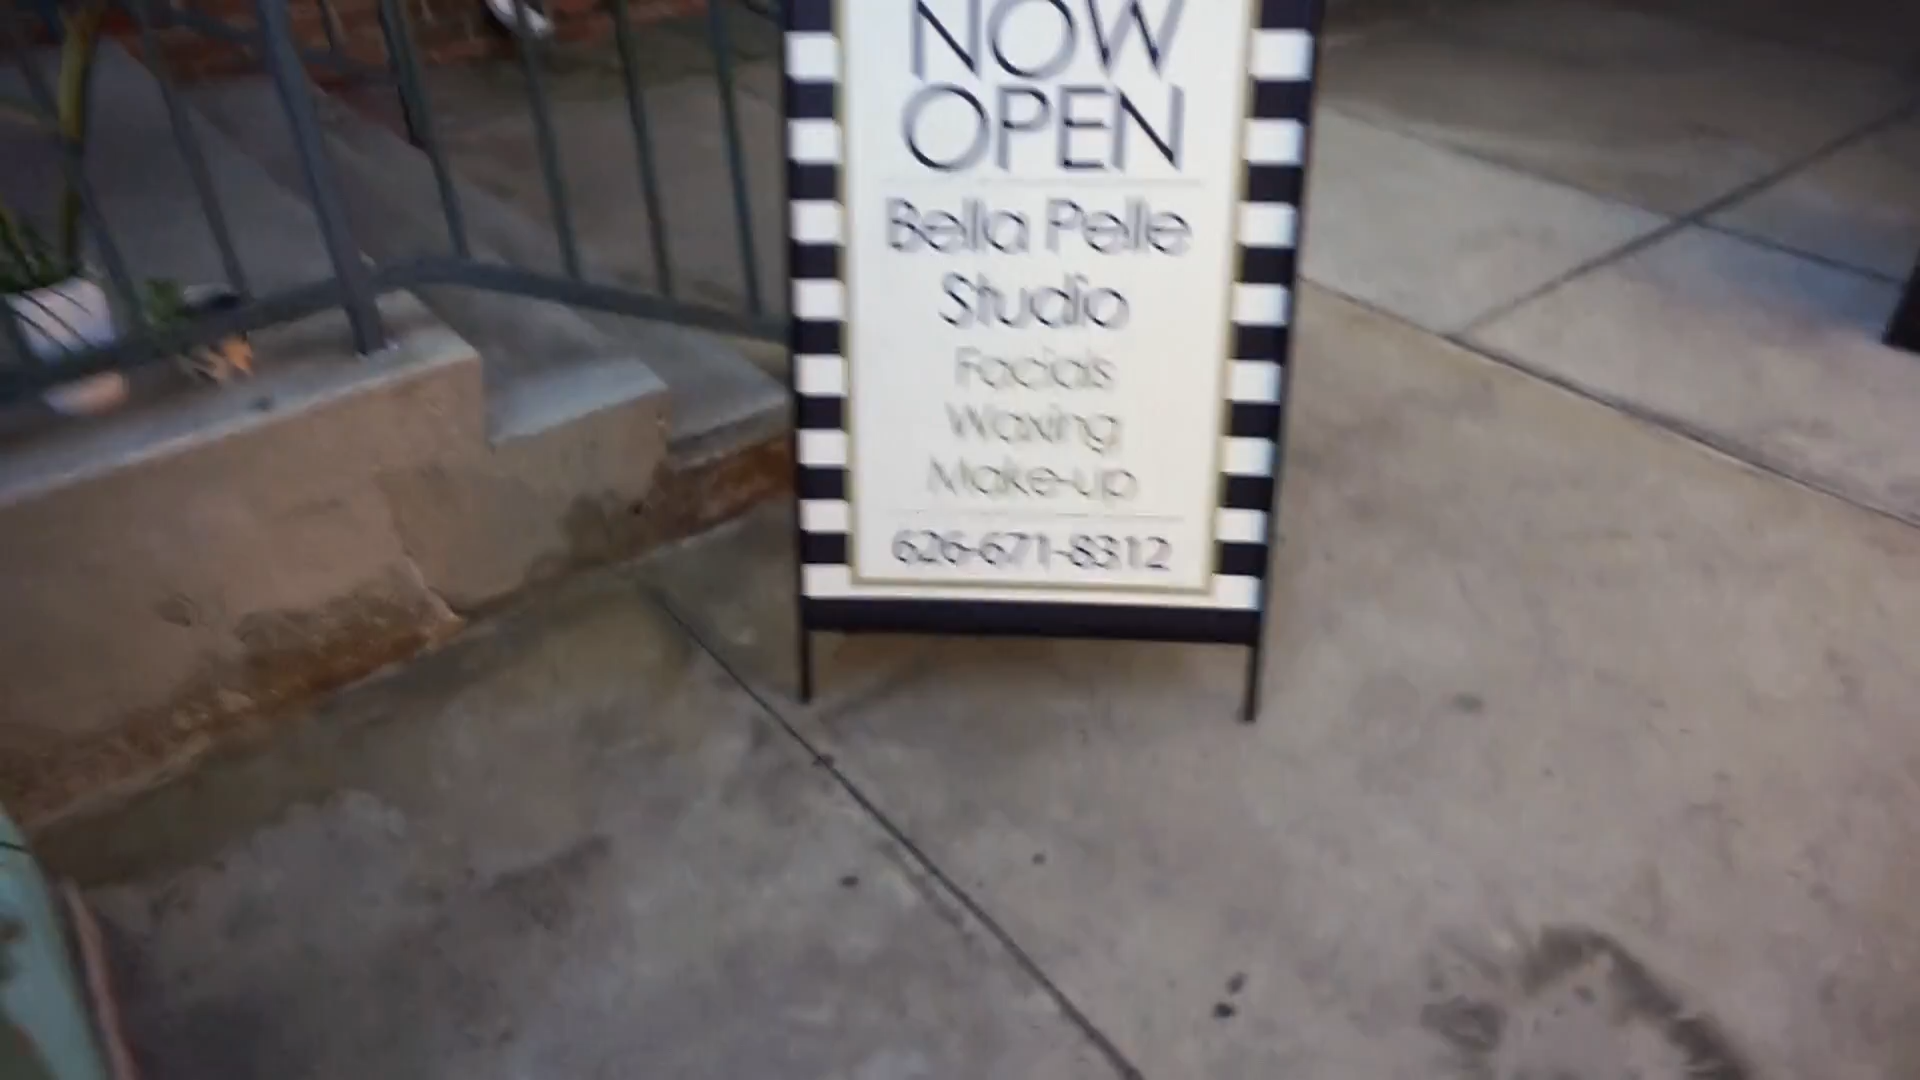 NOW
OPEN
Bella Pelle
Studio
Facials
Waxing
Make-up
626-671-8312